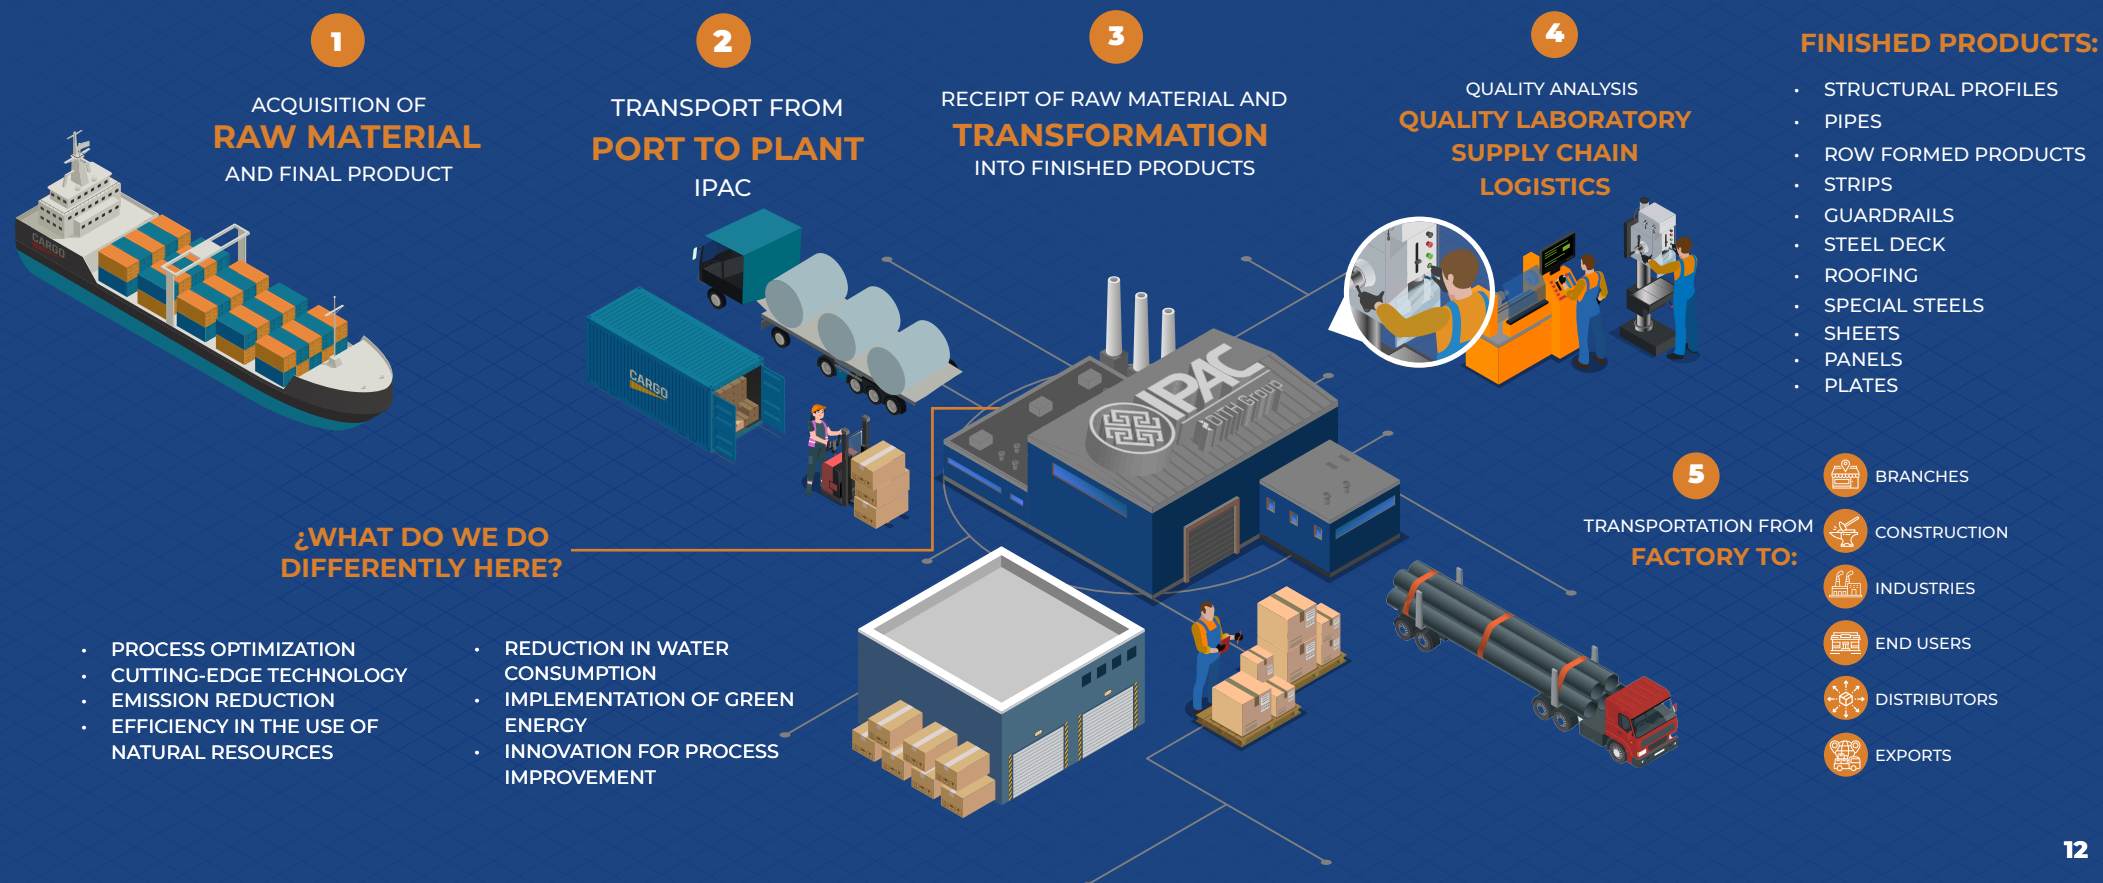 1
ACQUISITION OF
RAW MATERIAL
AND FINAL PRODUCT
CARGO
2
TRANSPORT FROM
PORT TO PLANT
IPAC
CARGO
3
RECEIPT OF RAW MATERIAL AND
TRANSFORMATION
INTO FINISHED PRODUCTS
IPAC
DITH Group
4
QUALITY ANALYSIS
QUALITY LABORATORY
SUPPLY CHAIN
LOGISTICS
FINISHED PRODUCTS:
• STRUCTURAL PROFILES
• PIPES
• ROW FORMED PRODUCTS
• STRIPS
• GUARDRAILS
• STEEL DECK
• ROOFING
• SPECIAL STEELS
• SHEETS
• PANELS
• PLATES
5
TRANSPORTATION FROM
FACTORY TO:
BRANCHES
CONSTRUCTION
INDUSTRIES
END USERS
DISTRIBUTORS
EXPORTS
¿WHAT DO WE DO
DIFFERENTLY HERE?
• PROCESS OPTIMIZATION
• CUTTING-EDGE TECHNOLOGY
• EMISSION REDUCTION
• EFFICIENCY IN THE USE OF
NATURAL RESOURCES
• REDUCTION IN WATER
CONSUMPTION
• IMPLEMENTATION OF GREEN
ENERGY
• INNOVATION FOR PROCESS
IMPROVEMENT
12